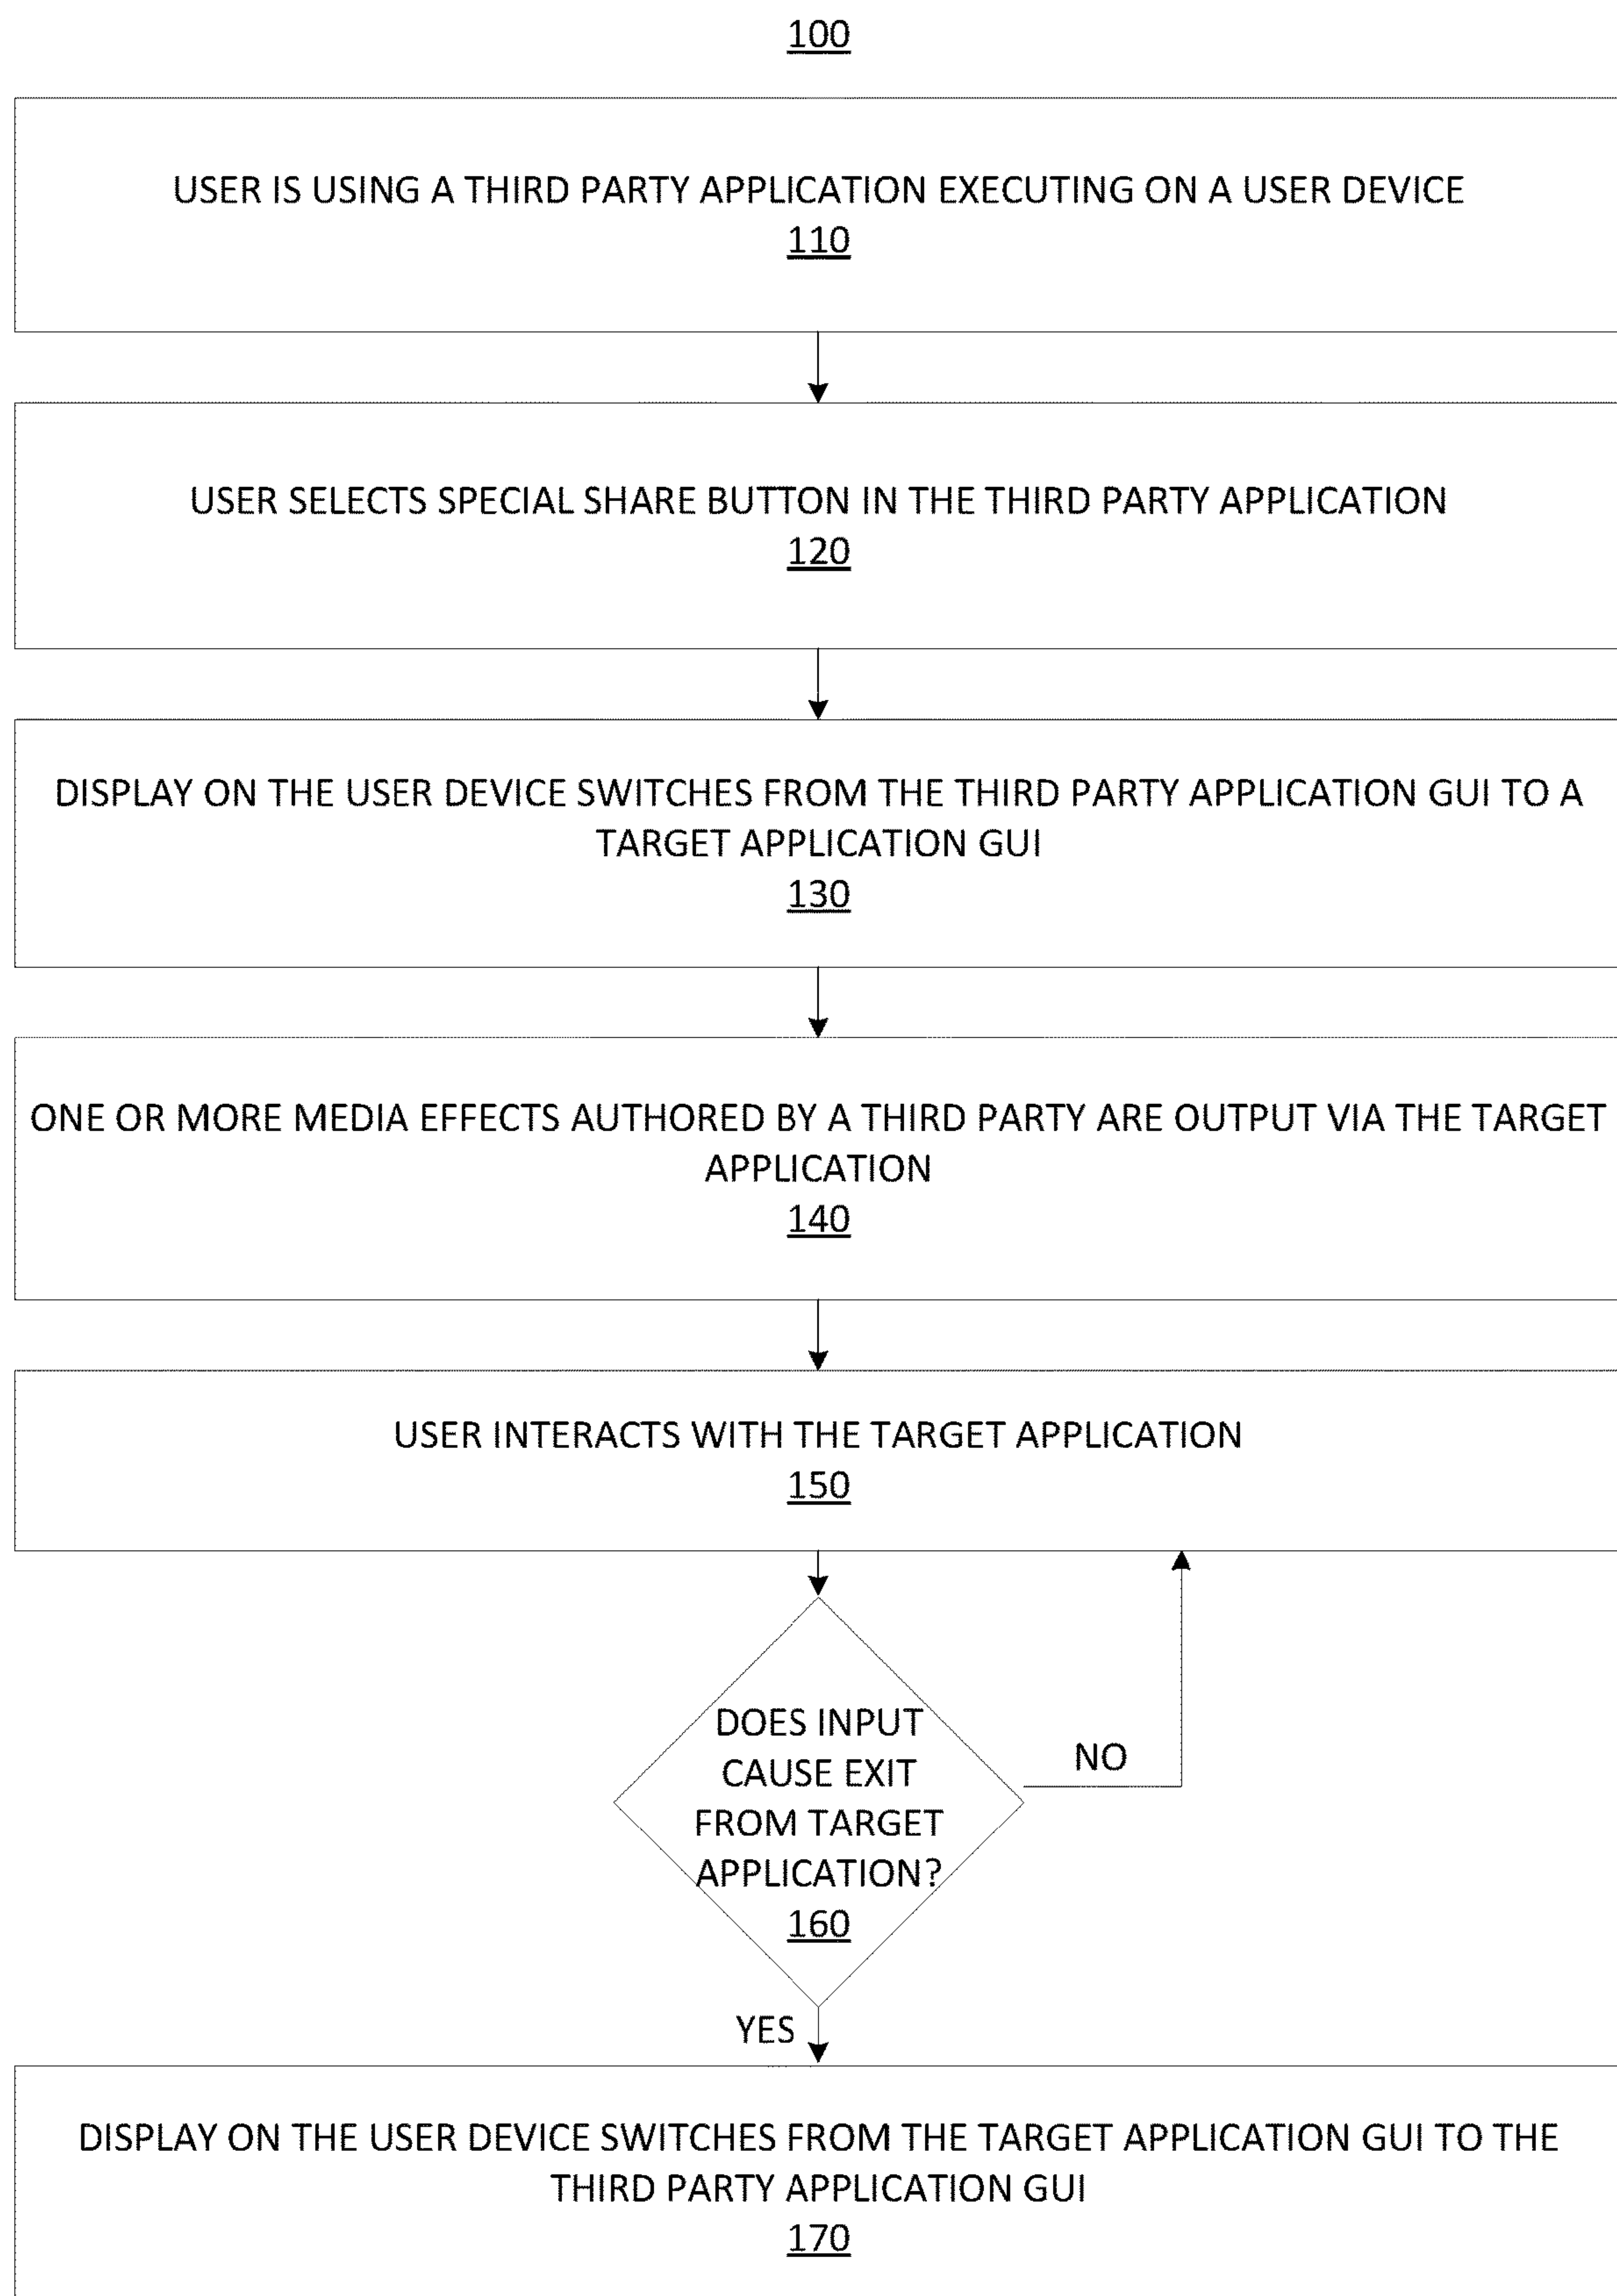 100
USER IS USING A THIRD PARTY APPLICATION EXECUTING ON A USER DEVICE
110
USER SELECTS SPECIAL SHARE BUTTON IN THE THIRD PARTY APPLICATION
120
DISPLAY ON THE USER DEVICE SWITCHES FROM THE THIRD PARTY APPLICATION GUI TO A
TARGET APPLICATION GUI
130
ONE OR MORE MEDIA EFFECTS AUTHORED BY A THIRD PARTY ARE OUTPUT VIA THE TARGET
APPLICATION
140
USER INTERACTS WITH THE TARGET APPLICATION
150
DOES INPUT
CAUSE EXIT
FROM TARGET
APPLICATION?
160
NO
YES
DISPLAY ON THE USER DEVICE SWITCHES FROM THE TARGET APPLICATION GUI TO THE
THIRD PARTY APPLICATION GUI
170